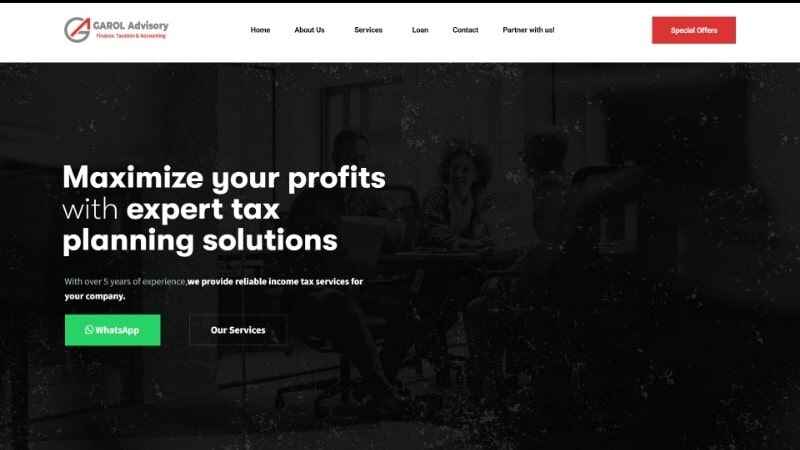 GAROL Advisory
Finance, Taxation & Accounting
Home
About Us
Services
Loan
Contact
Partner with us!
Special Offers
Maximize your profits
with expert tax
planning solutions
With over 5 years of experience,we provide reliable income tax services for
your company.
WhatsApp
Our Services